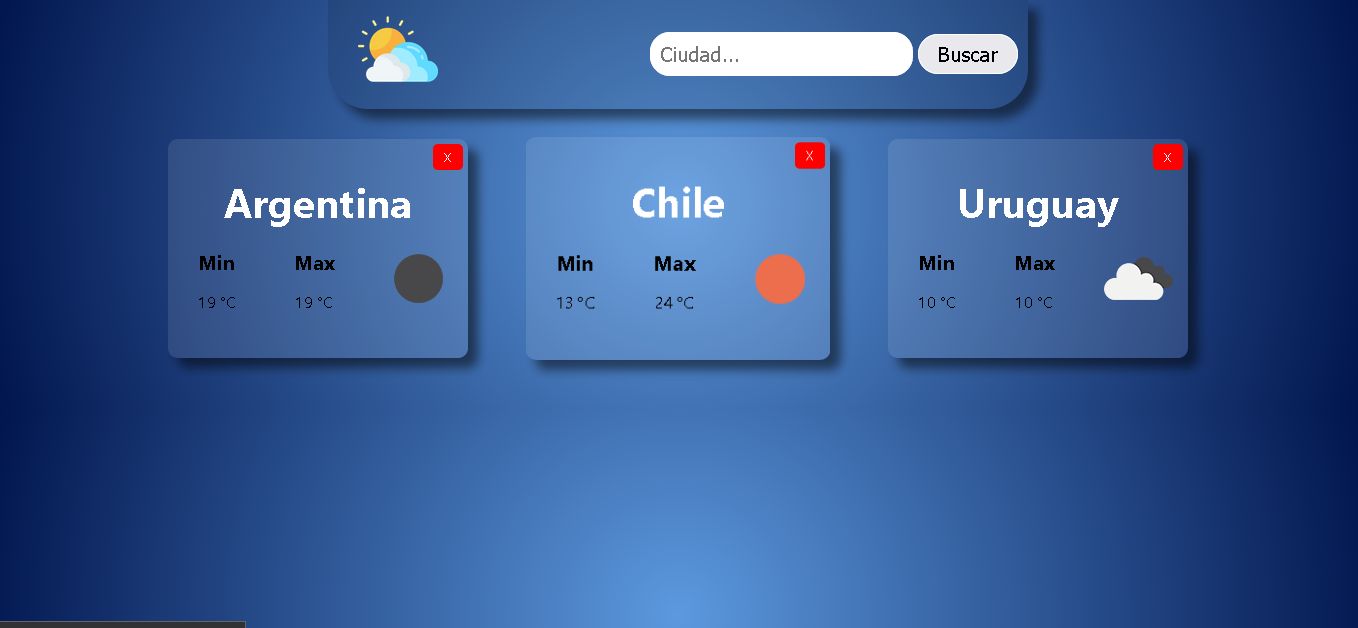 Ciudad...
Buscar
X
Argentina
Min
Max
19 °C
19 °C
X
Chile
Min
Max
13 °C
24 °C
X
Uruguay
Min
Max
10 °C
10 °C